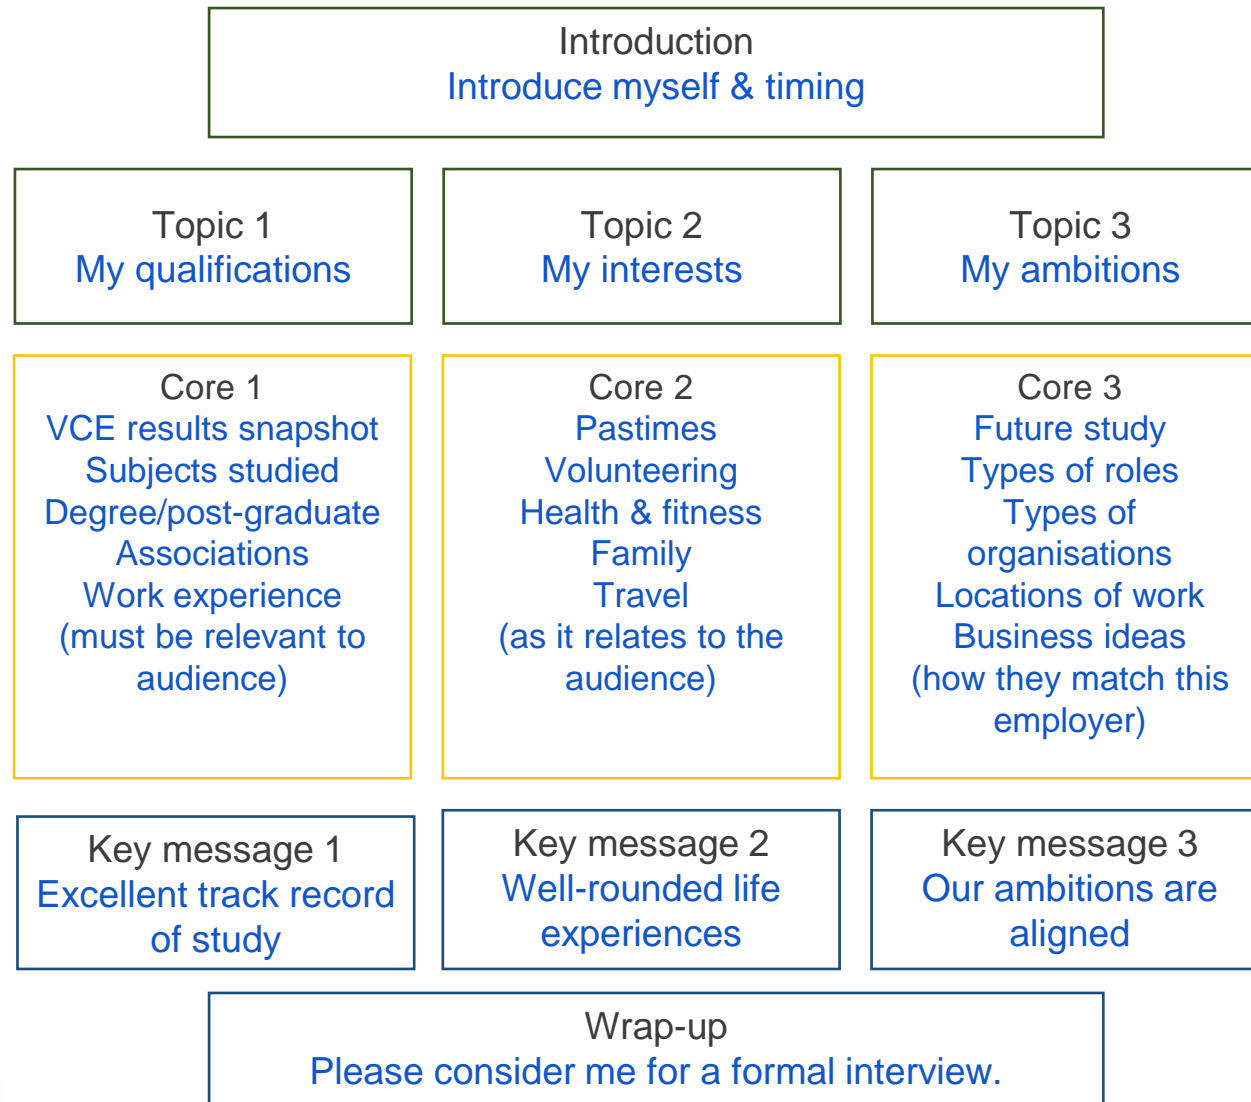 Introduction
Introduce myself & timing
Topic 1
My qualifications
Topic 2
My interests
Topic 3
My ambitions
Core 1
VCE results snapshot
Subjects studied
Degree/post-graduate
Associations
Work experience
(must be relevant to
audience)
Core 2
Pastimes
Volunteering
Health & fitness
Family
Travel
(as it relates to the
audience)
Core 3
Future study
Types of roles
Types of
organisations
Locations of work
Business ideas
(how they match this
employer)
Key message 1
Excellent track record
of study
Key message 2
Well-rounded life
experiences
Key message 3
Our ambitions are
aligned
Wrap-up
Please consider me for a formal interview.